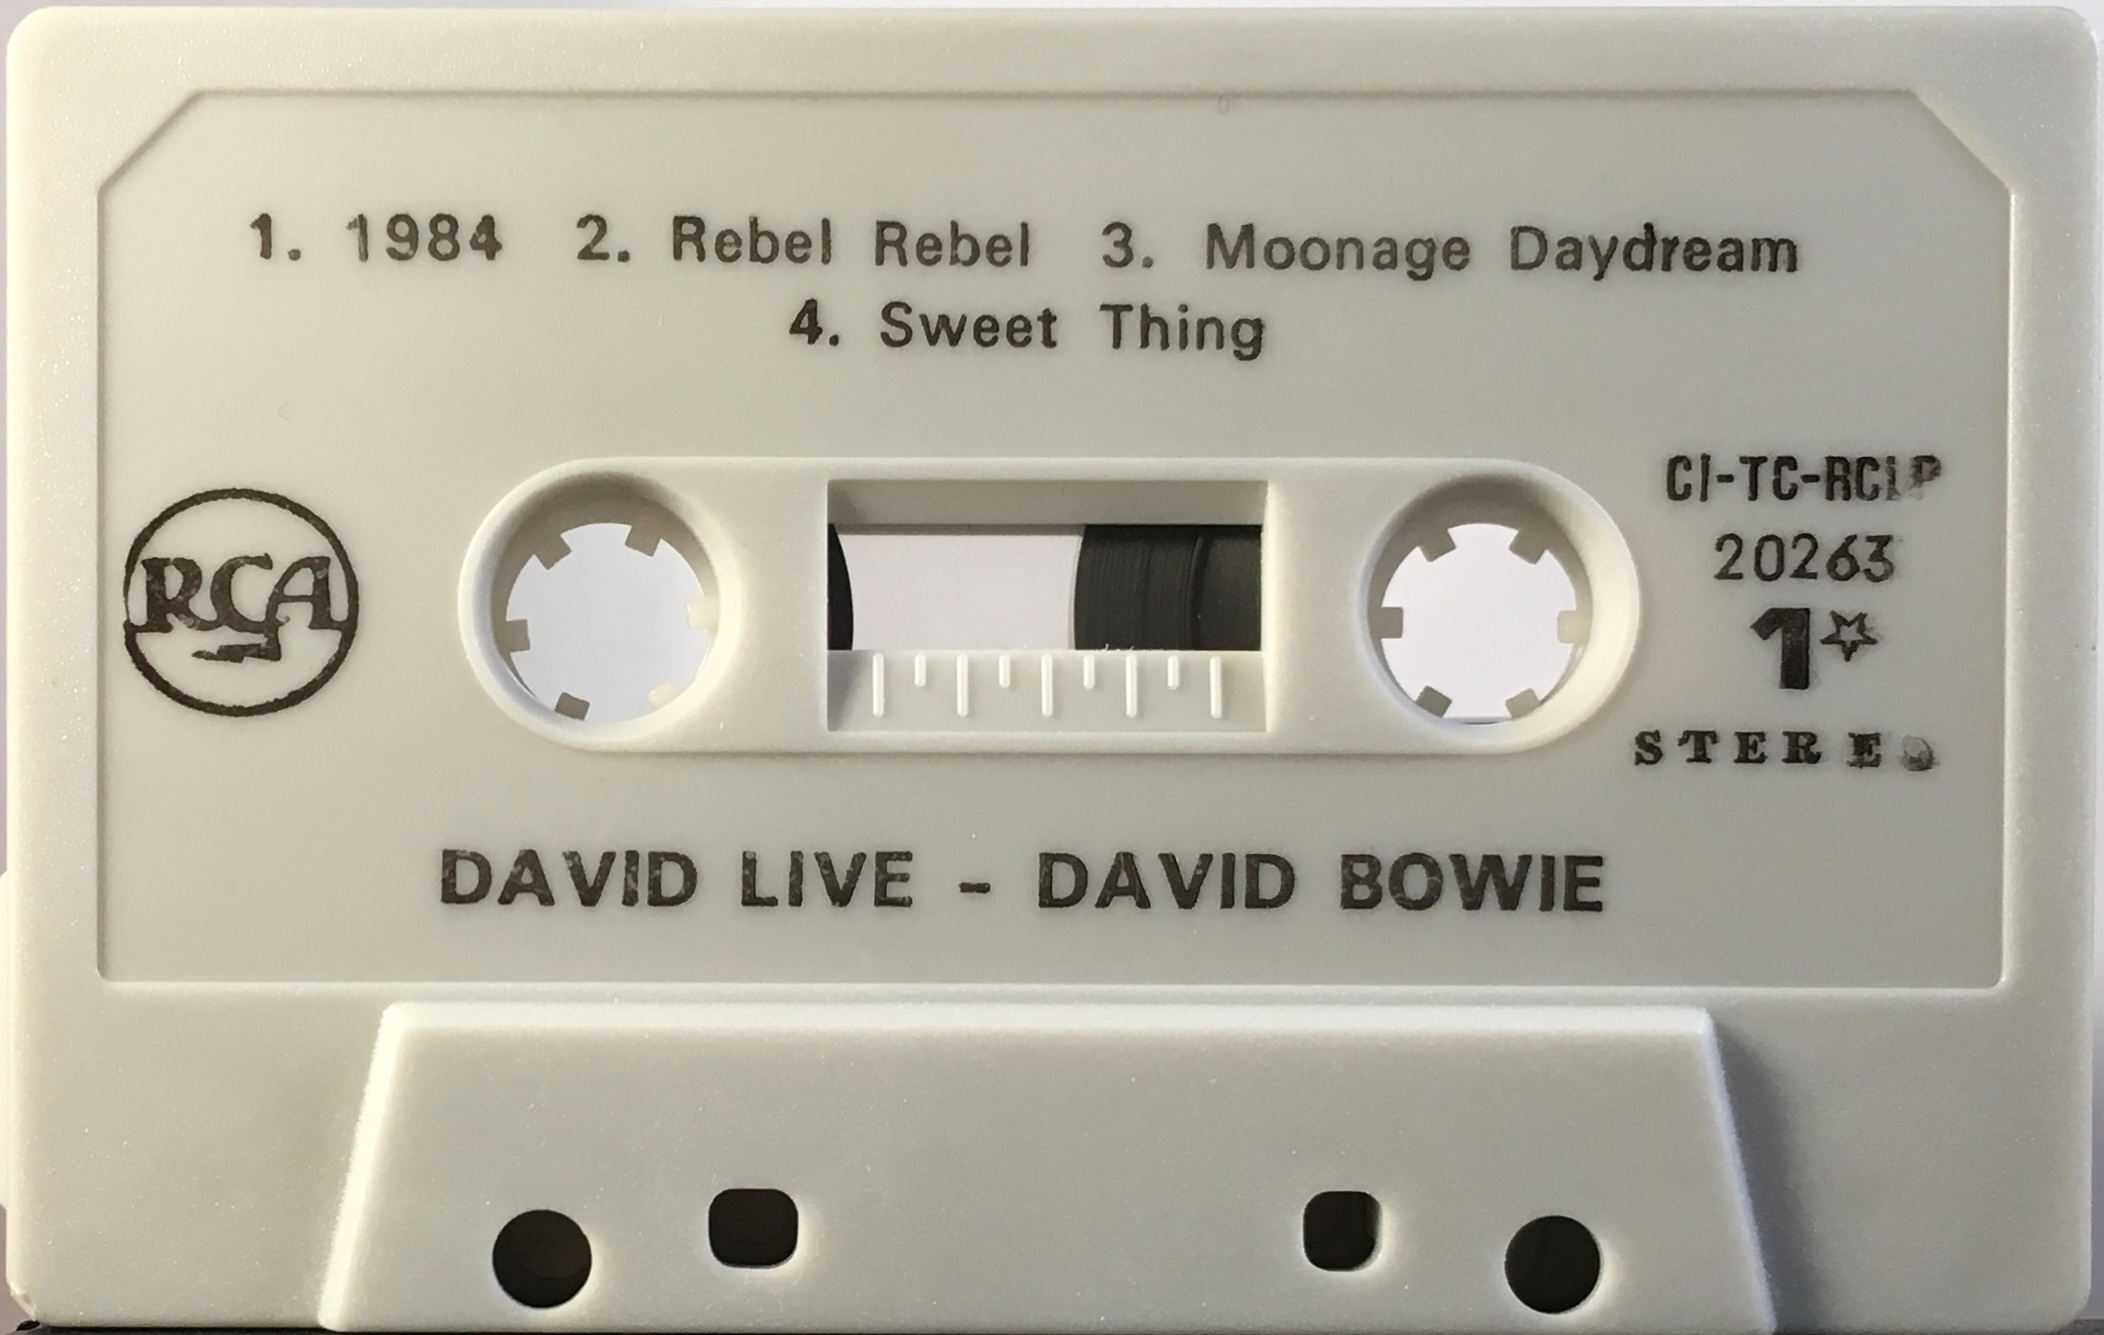 1. 1984 2. Rebel Rebel 3. Moonage Daydream
4. Sweet Thing
RCA
CI-TC-RCLP
20263
1☆
STEREO
DAVID LIVE - DAVID BOWIE